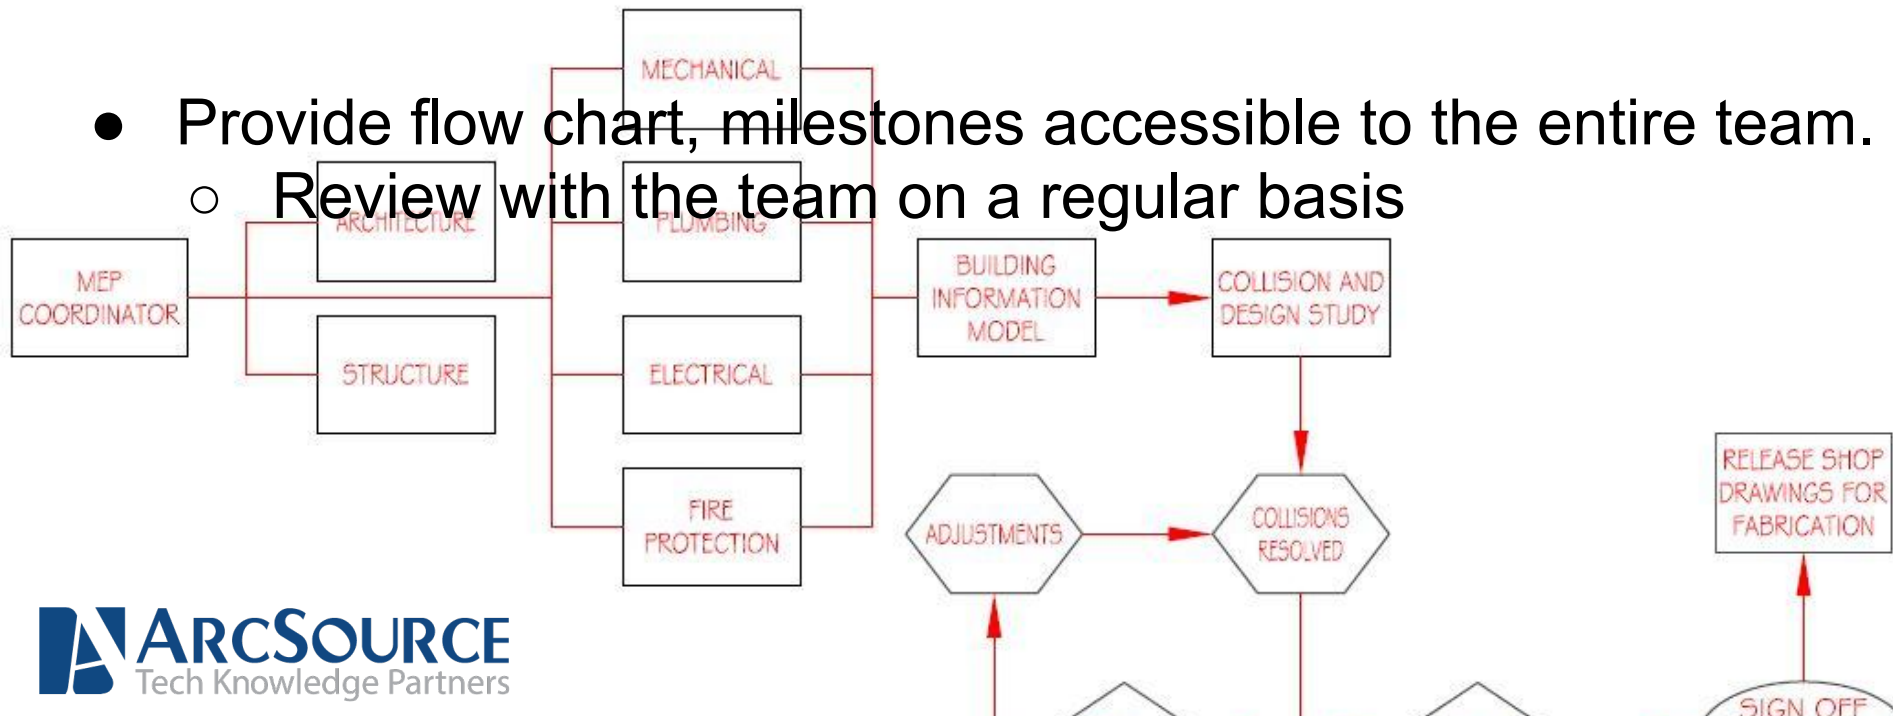 MECHANICAL
● Provide flow chart, milestones accessible to the entire team.
○ Review with the team on a regular basis
ARCHITECTURE
PLUMBING
MEP
COORDINATOR
BUILDING
INFORMATION
MODEL
COLLISION AND
DESIGN STUDY
STRUCTURE
ELECTRICAL
FIRE
PROTECTION
ADJUSTMENTS
COLLISIONS
RESOLVED
RELEASE SHOP
DRAWINGS FOR
FABRICATION
ARCSOURCE
Tech Knowledge Partners
SIGN OFF